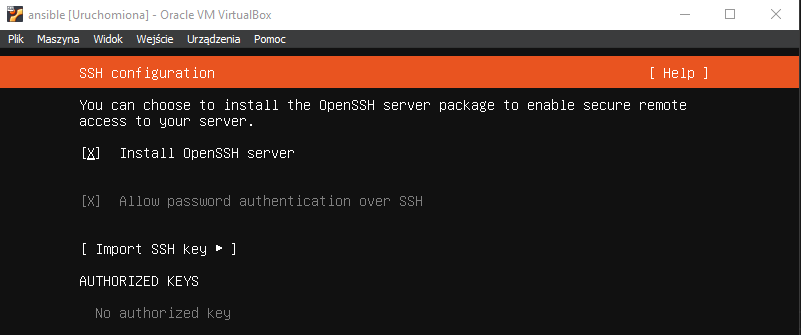 ansible [Uruchomiona] - Oracle VM VirtualBox
Plik Maszyna Widok Wejście Urządzenia Pomoc
SSH configuration [ Help ]
You can choose to install the OpenSSH server package to enable secure remote
access to your server.
[X] Install OpenSSH server
[X] Allow password authentication over SSH
[ Import SSH key ▸ ]
AUTHORIZED KEYS
No authorized key